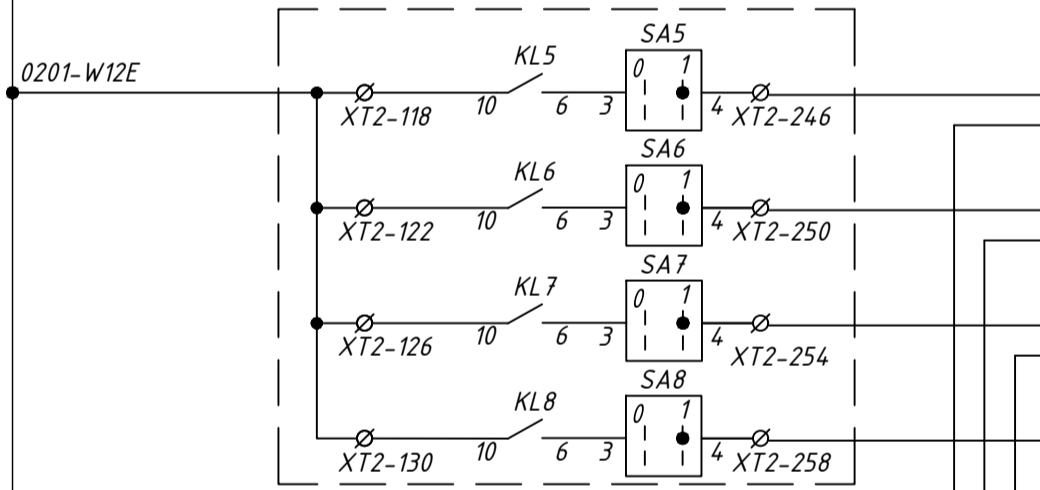 SA5
0201-W12E
KL5
0 1
XT2-118
10
6
3
4
XT2-246
SA6
KL6
0 1
XT2-122
10
6
3
4
XT2-250
SA7
KL7
0 1
XT2-126
10
6
3
4
XT2-254
SA8
KL8
0 1
XT2-130
10
6
3
4
XT2-258